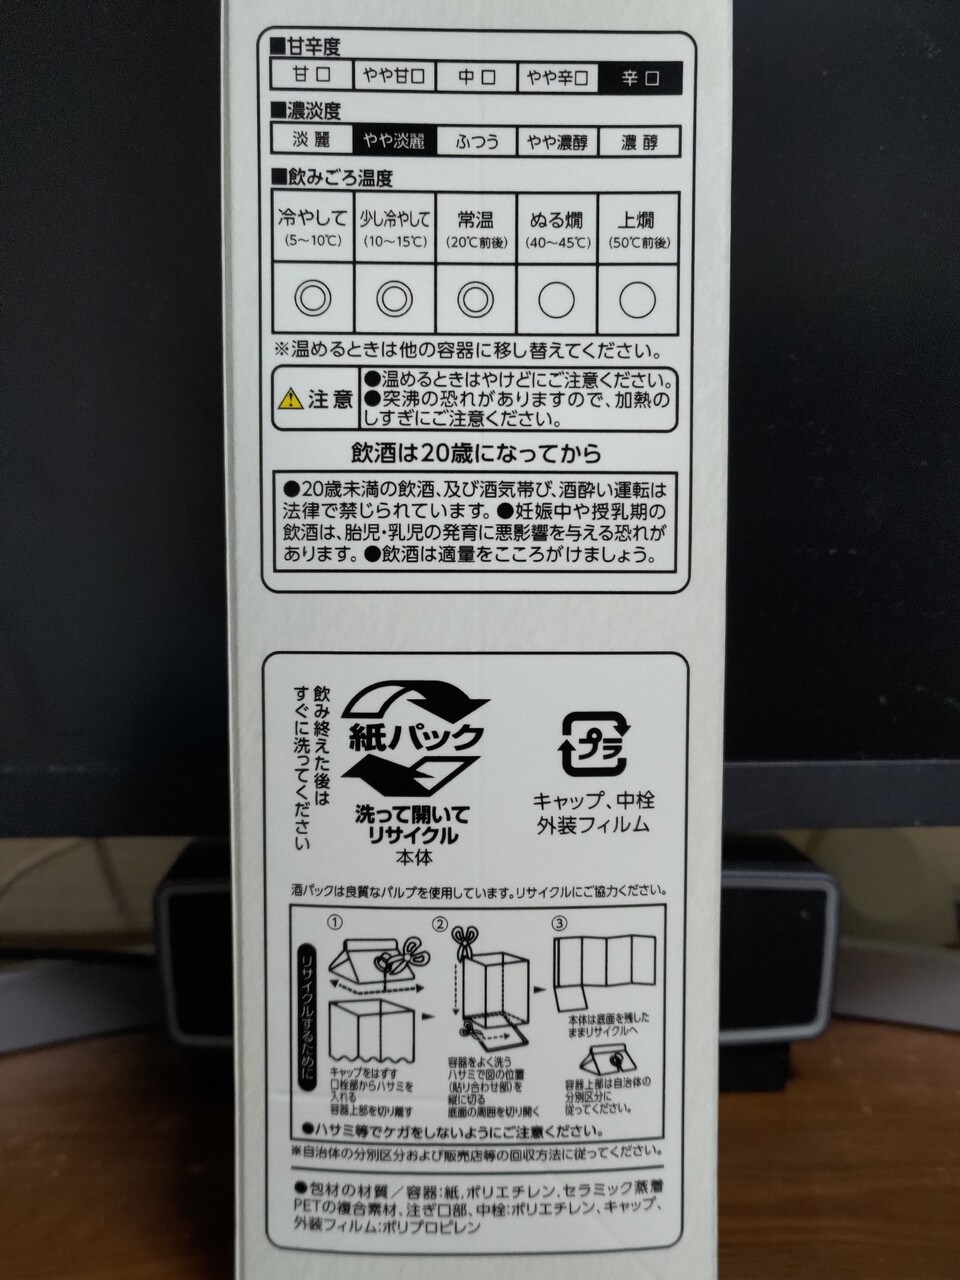 ■甘辛度
甘口 やや甘口 中口 やや辛口 辛口
■濃淡度
淡麗 やや淡麗 ふつう やや濃醇 濃醇
■飲みごろ温度
冷やして 少し冷やして 常温 ぬる燗 上燗
(5〜10℃) (10〜15℃) (20℃前後) (40〜45℃) (50℃前後)
◎ ◎ ◎ ○ ○
※温めるときは他の容器に移し替えてください。
注意
●温めるときはやけどにご注意ください。
●突沸の恐れがありますので、加熱の
しすぎにご注意ください。
飲酒は20歳になってから
●20歳未満の飲酒、及び酒気帯び、酒酔い運転は
法律で禁じられています。●妊娠中や授乳期の
飲酒は、胎児・乳児の発育に悪影響を与える恐れが
あります。●飲酒は適量をこころがけましょう。
飲み終えた後は
すぐに洗ってください
紙パック
洗って開いて
リサイクル
本体
プラ
キャップ、中栓
外装フィルム
酒パックは良質なパルプを使用しています。リサイクルにご協力ください。
リサイクルするために
①
キャップをはずす
口栓部からハサミを
入れる
容器上部を切り離す
②
容器をよく洗う
ハサミで図の位置
(貼り合わせ部)を
縦に切る
底面の周囲を切り開く
③
本体は底面を残した
ままリサイクルへ
容器上部は自治体の
分別区分に
従ってください。
●ハサミ等でケガをしないようにご注意ください。
※自治体の分別区分および販売店等の回収方法に従ってください。
●包材の材質／容器:紙、ポリエチレン、セラミック蒸着
PETの複合素材、注ぎ口部、中栓:ポリエチレン、キャップ、
外装フィルム:ポリプロピレン